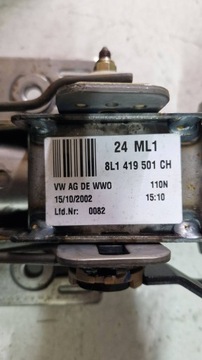 24 ML1
8L1 419 501 CH
VW AG DE WWO 110N
15/10/2002 15:10
Lfd.Nr: 0082